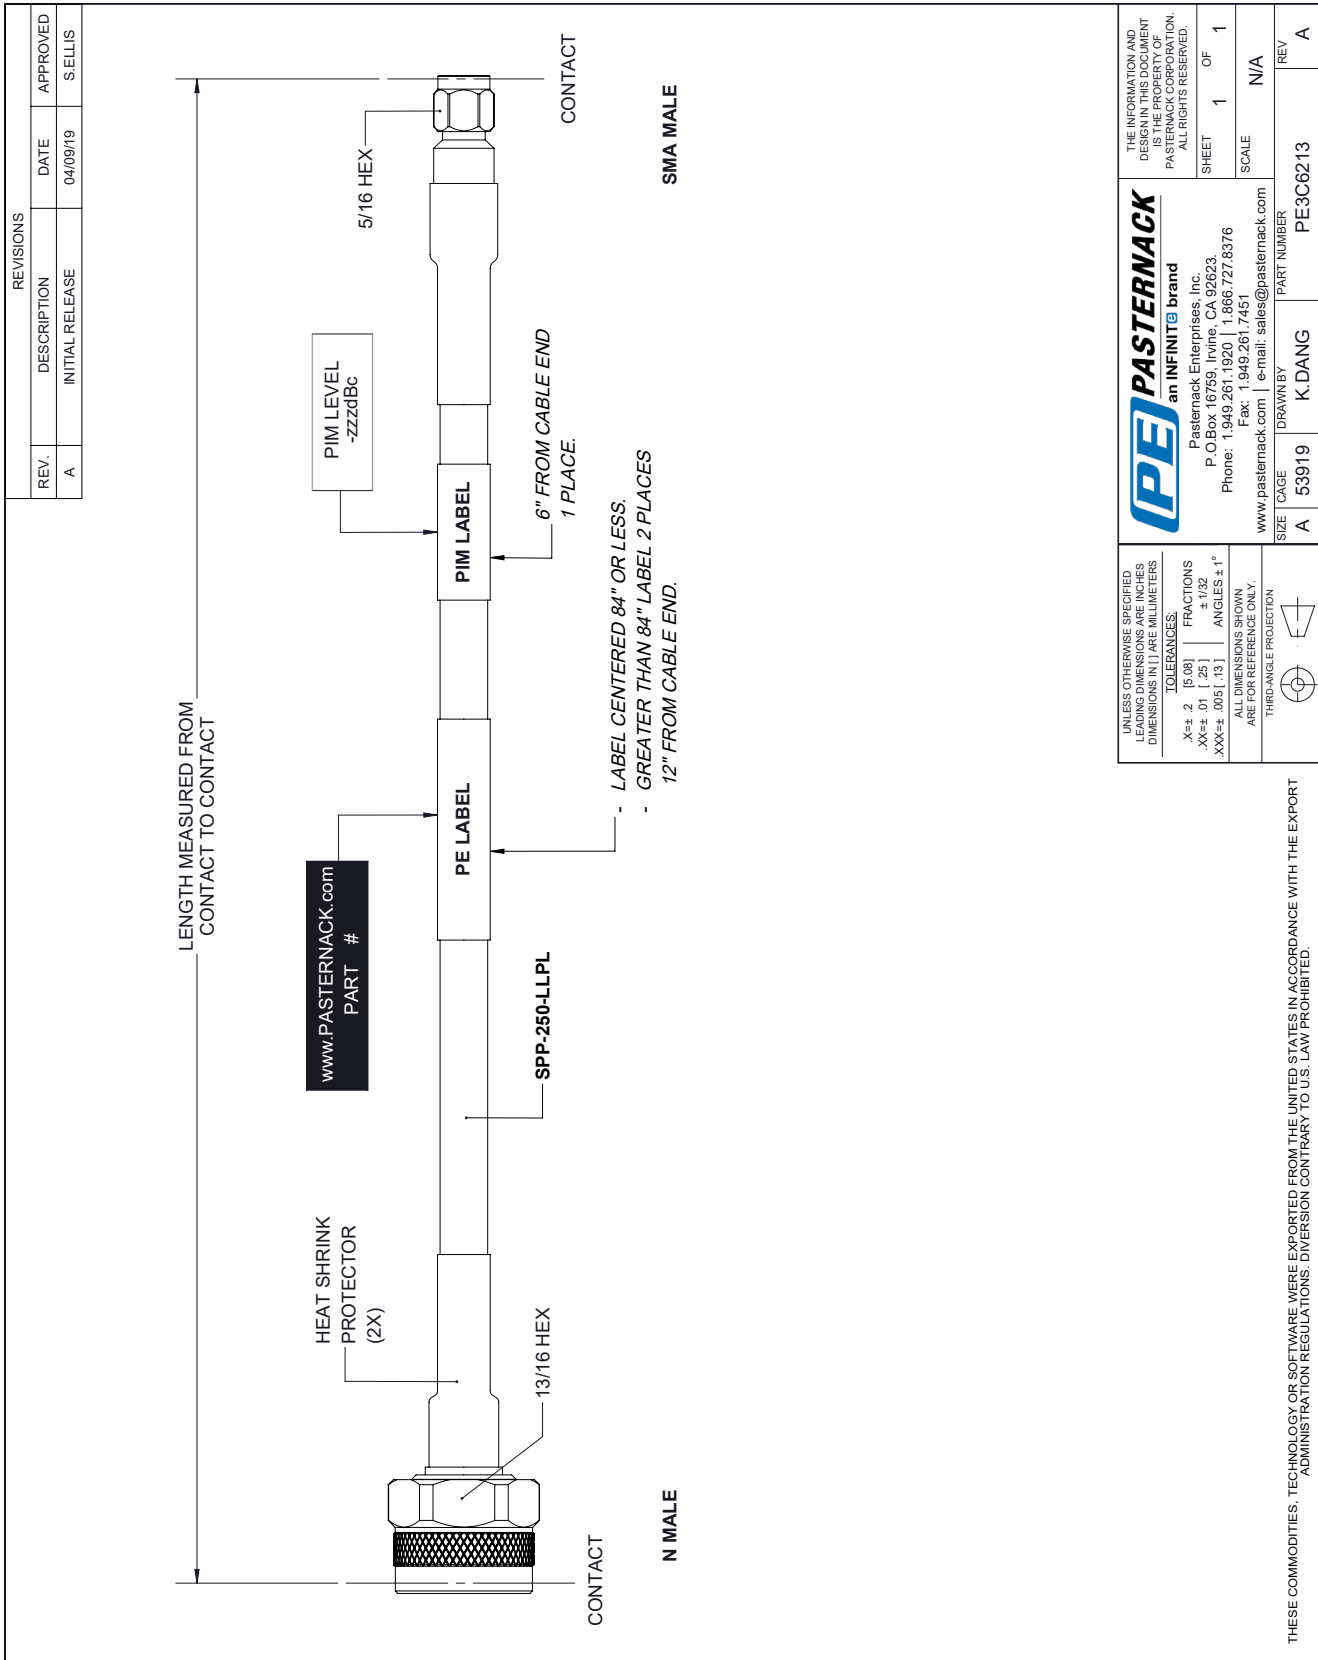 REVISIONS
REV. DESCRIPTION DATE APPROVED
A INITIAL RELEASE 04/09/19 S.ELLIS
LENGTH MEASURED FROM
CONTACT TO CONTACT
HEAT SHRINK
PROTECTOR
(2X)
www.PASTERNACK.com
PART #
PIM LEVEL
-zzzdBc
5/16 HEX
PE LABEL
PIM LABEL
13/16 HEX
SPP-250-LLPL
6" FROM CABLE END
1 PLACE.
CONTACT
CONTACT
- LABEL CENTERED 84" OR LESS.
- GREATER THAN 84" LABEL 2 PLACES
12" FROM CABLE END.
N MALE
SMA MALE
UNLESS OTHERWISE SPECIFIED
LEADING DIMENSIONS ARE INCHES
DIMENSIONS IN [ ] ARE MILLIMETERS
TOLERANCES:
.X=± .2 [5.08] FRACTIONS
.XX=± .01 [ .25 ] ± 1/32
.XXX=± .005 [ .13 ] ANGLES ± 1°
ALL DIMENSIONS SHOWN
ARE FOR REFERENCE ONLY.
THIRD-ANGLE PROJECTION
PE PASTERNACK
an INFINITe brand
Pasternack Enterprises, Inc.
P.O.Box 16759, Irvine, CA 92623.
Phone: 1.949.261.1920 | 1.866.727.8376
Fax: 1.949.261.7451
www.pasternack.com | e-mail: sales@pasternack.com
THE INFORMATION AND
DESIGN IN THIS DOCUMENT
IS THE PROPERTY OF
PASTERNACK CORPORATION.
ALL RIGHTS RESERVED.
SHEET 1 OF 1
SCALE N/A
SIZE CAGE DRAWN BY PART NUMBER REV
A 53919 K.DANG PE3C6213 A
THESE COMMODITIES, TECHNOLOGY OR SOFTWARE WERE EXPORTED FROM THE UNITED STATES IN ACCORDANCE WITH THE EXPORT
ADMINISTRATION REGULATIONS. DIVERSION CONTRARY TO U.S. LAW PROHIBITED.